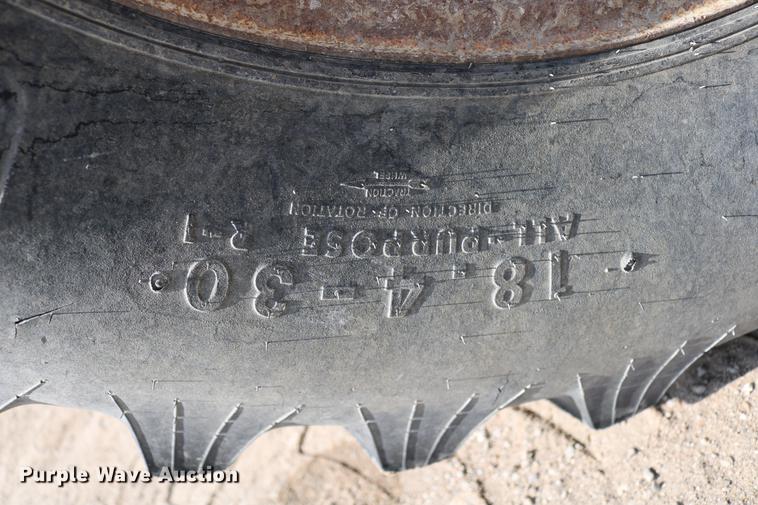 18-4-30
ALL PURPOSE R-1
DIRECTION OF ROTATION
TRACTION
WHEEL
Purple Wave Auction